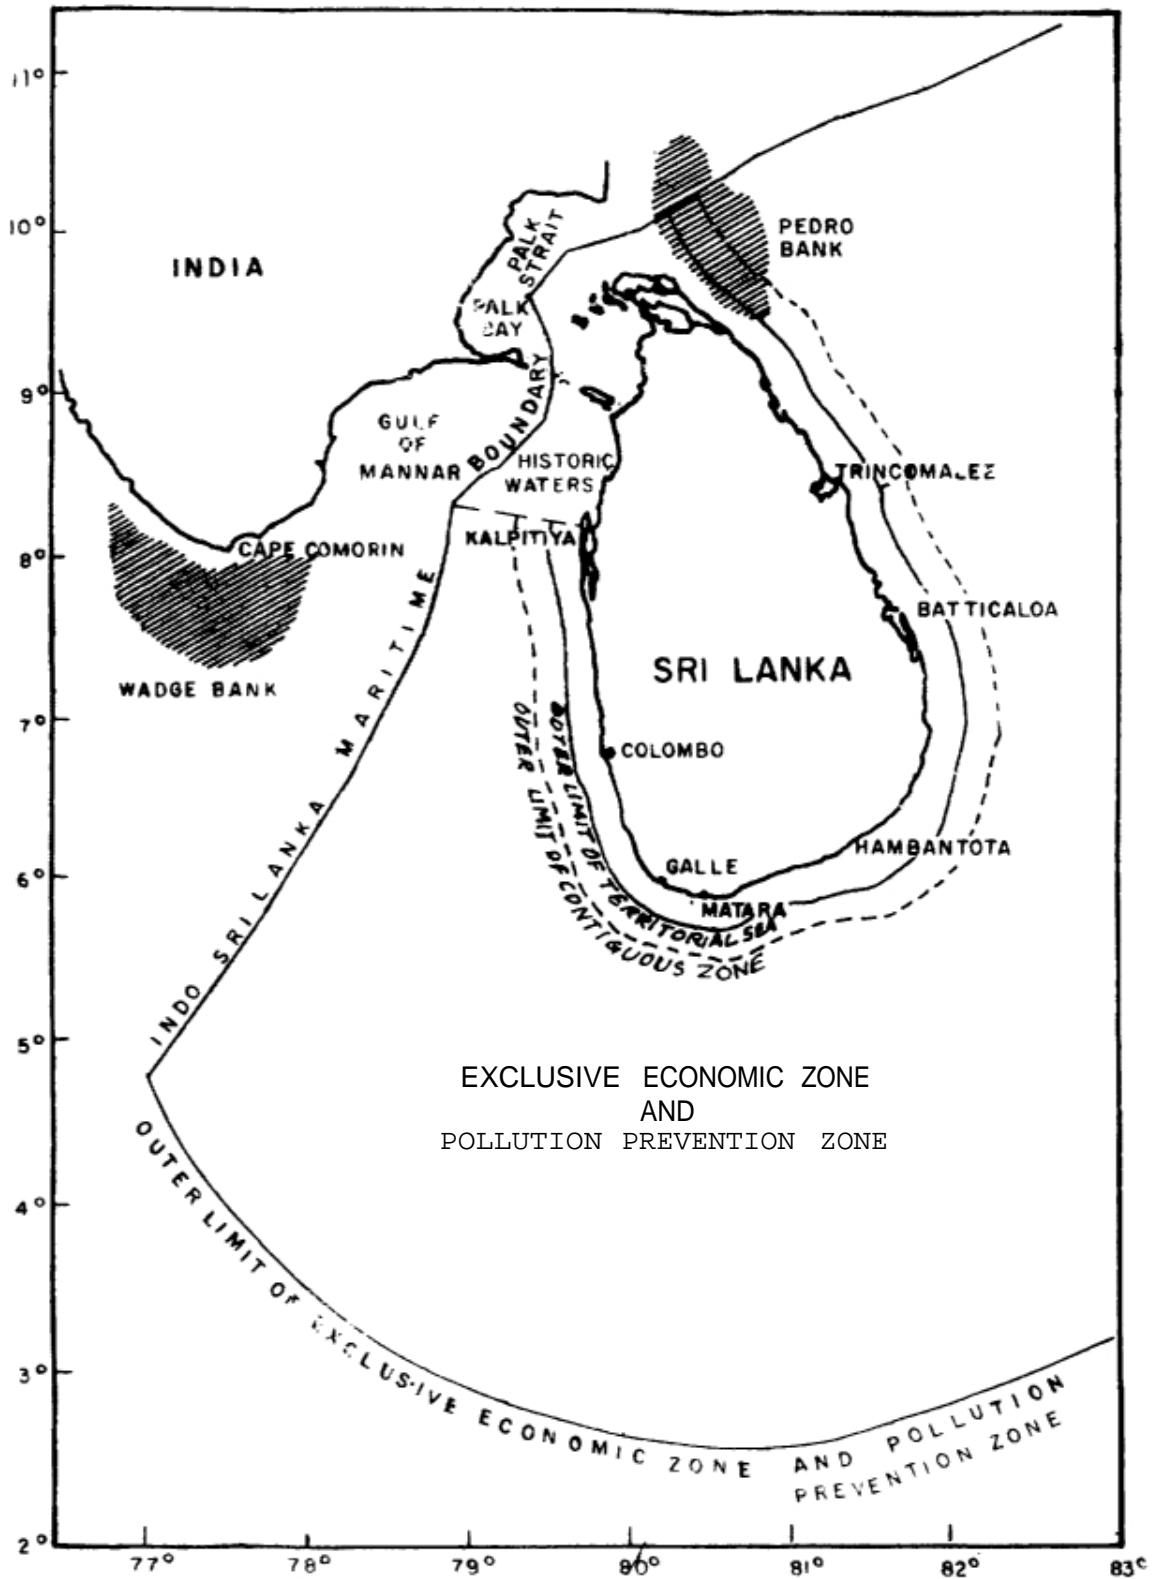 11°
10°
9°
8°
7°
6°
5°
4°
3°
2°
77°
78°
79°
80°
81°
82°
83°
INDIA
PALK
STRAIT
PALK
BAY
PEDRO
BANK
GULF
OF
MANNAR
HISTORIC
WATERS
KALPITIYA
CAPE COMORIN
WADGE BANK
TRINCOMALEE
BATTICALOA
SRI LANKA
COLOMBO
HAMBANTOTA
GALLE
MATARA
OUTER LIMIT OF TERRITORIAL SEA
OUTER LIMIT OF CONTIGUOUS ZONE
INDO SRI LANKA MARITIME BOUNDARY
EXCLUSIVE ECONOMIC ZONE
AND
POLLUTION PREVENTION ZONE
OUTER LIMIT OF EXCLUSIVE ECONOMIC ZONE AND POLLUTION
PREVENTION ZONE